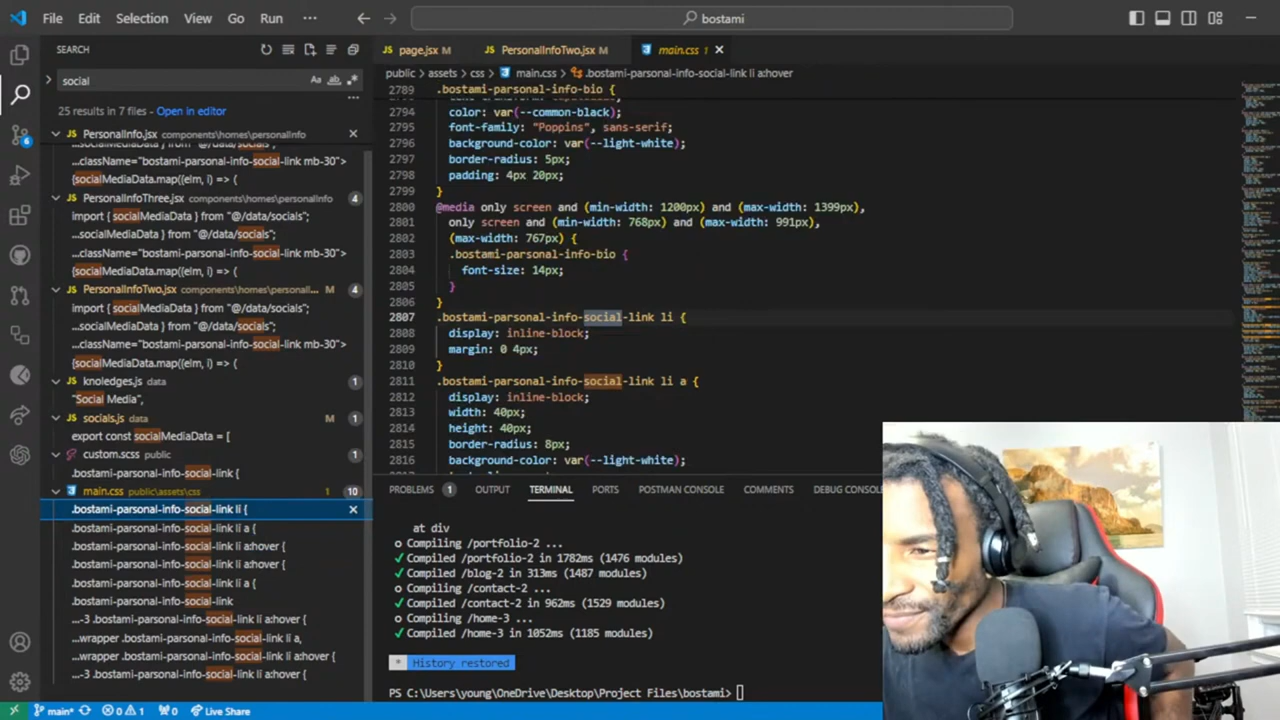 File Edit Selection View Go Run ... bostami
SEARCH
social
25 results in 7 files - Open in editor
PersonalInfo.jsx components\homes\personalInfo
...className="bostami-parsonal-info-social-link mb-30">
{socialMediaData.map((elm, i) => (
PersonalInfoThree.jsx components\homes\personalInfo 4
import { socialMediaData } from "@/data/socials";
...socialMediaData } from "@/data/socials";
...className="bostami-parsonal-info-social-link mb-30">
{socialMediaData.map((elm, i) => (
PersonalInfoTwo.jsx components\homes\personal... 4
import { socialMediaData } from "@/data/socials";
...socialMediaData } from "@/data/socials";
...className="bostami-parsonal-info-social-link mb-30">
{socialMediaData.map((elm, i) => (
knoledges.js data 1
"Social Media",
socials.js data M 1
export const socialMediaData = [
custom.scss public 1
.bostami-parsonal-info-social-link {
main.css public\assets\css 1 10
.bostami-parsonal-info-social-link li {
.bostami-parsonal-info-social-link li a {
.bostami-parsonal-info-social-link li a:hover {
.bostami-parsonal-info-social-link li a:hover {
.bostami-parsonal-info-social-link li a {
.bostami-parsonal-info-social-link
...-3 .bostami-parsonal-info-social-link li a:hover {
...wrapper .bostami-parsonal-info-social-link li a,
...wrapper .bostami-parsonal-info-social-link li a:hover {
...-3 .bostami-parsonal-info-social-link li a:hover {
page.jsx M PersonalInfoTwo.jsx M main.css 1
public > assets > css > main.css > .bostami-parsonal-info-social-link li a:hover
2789 .bostami-parsonal-info-bio {
2794 color: var(--common-black);
2795 font-family: "Poppins", sans-serif;
2796 background-color: var(--light-white);
2797 border-radius: 5px;
2798 padding: 4px 20px;
2799 }
2800 @media only screen and (min-width: 1200px) and (max-width: 1399px),
2801 only screen and (min-width: 768px) and (max-width: 991px),
2802 (max-width: 767px) {
2803 .bostami-parsonal-info-bio {
2804 font-size: 14px;
2805 }
2806 }
2807 .bostami-parsonal-info-social-link li {
2808 display: inline-block;
2809 margin: 0 4px;
2810 }
2811 .bostami-parsonal-info-social-link li a {
2812 display: inline-block;
2813 width: 40px;
2814 height: 40px;
2815 border-radius: 8px;
2816 background-color: var(--light-white);
PROBLEMS 1 OUTPUT TERMINAL PORTS POSTMAN CONSOLE COMMENTS DEBUG CONSOL
at div
○ Compiling /portfolio-2 ...
✓ Compiled /portfolio-2 in 1782ms (1476 modules)
✓ Compiled /blog-2 in 313ms (1487 modules)
○ Compiling /contact-2 ...
✓ Compiled /contact-2 in 962ms (1529 modules)
○ Compiling /home-3 ...
✓ Compiled /home-3 in 1052ms (1185 modules)
* History restored
PS C:\Users\young\OneDrive\Desktop\Project Files\bostami>
main* 0 1 0 Live Share